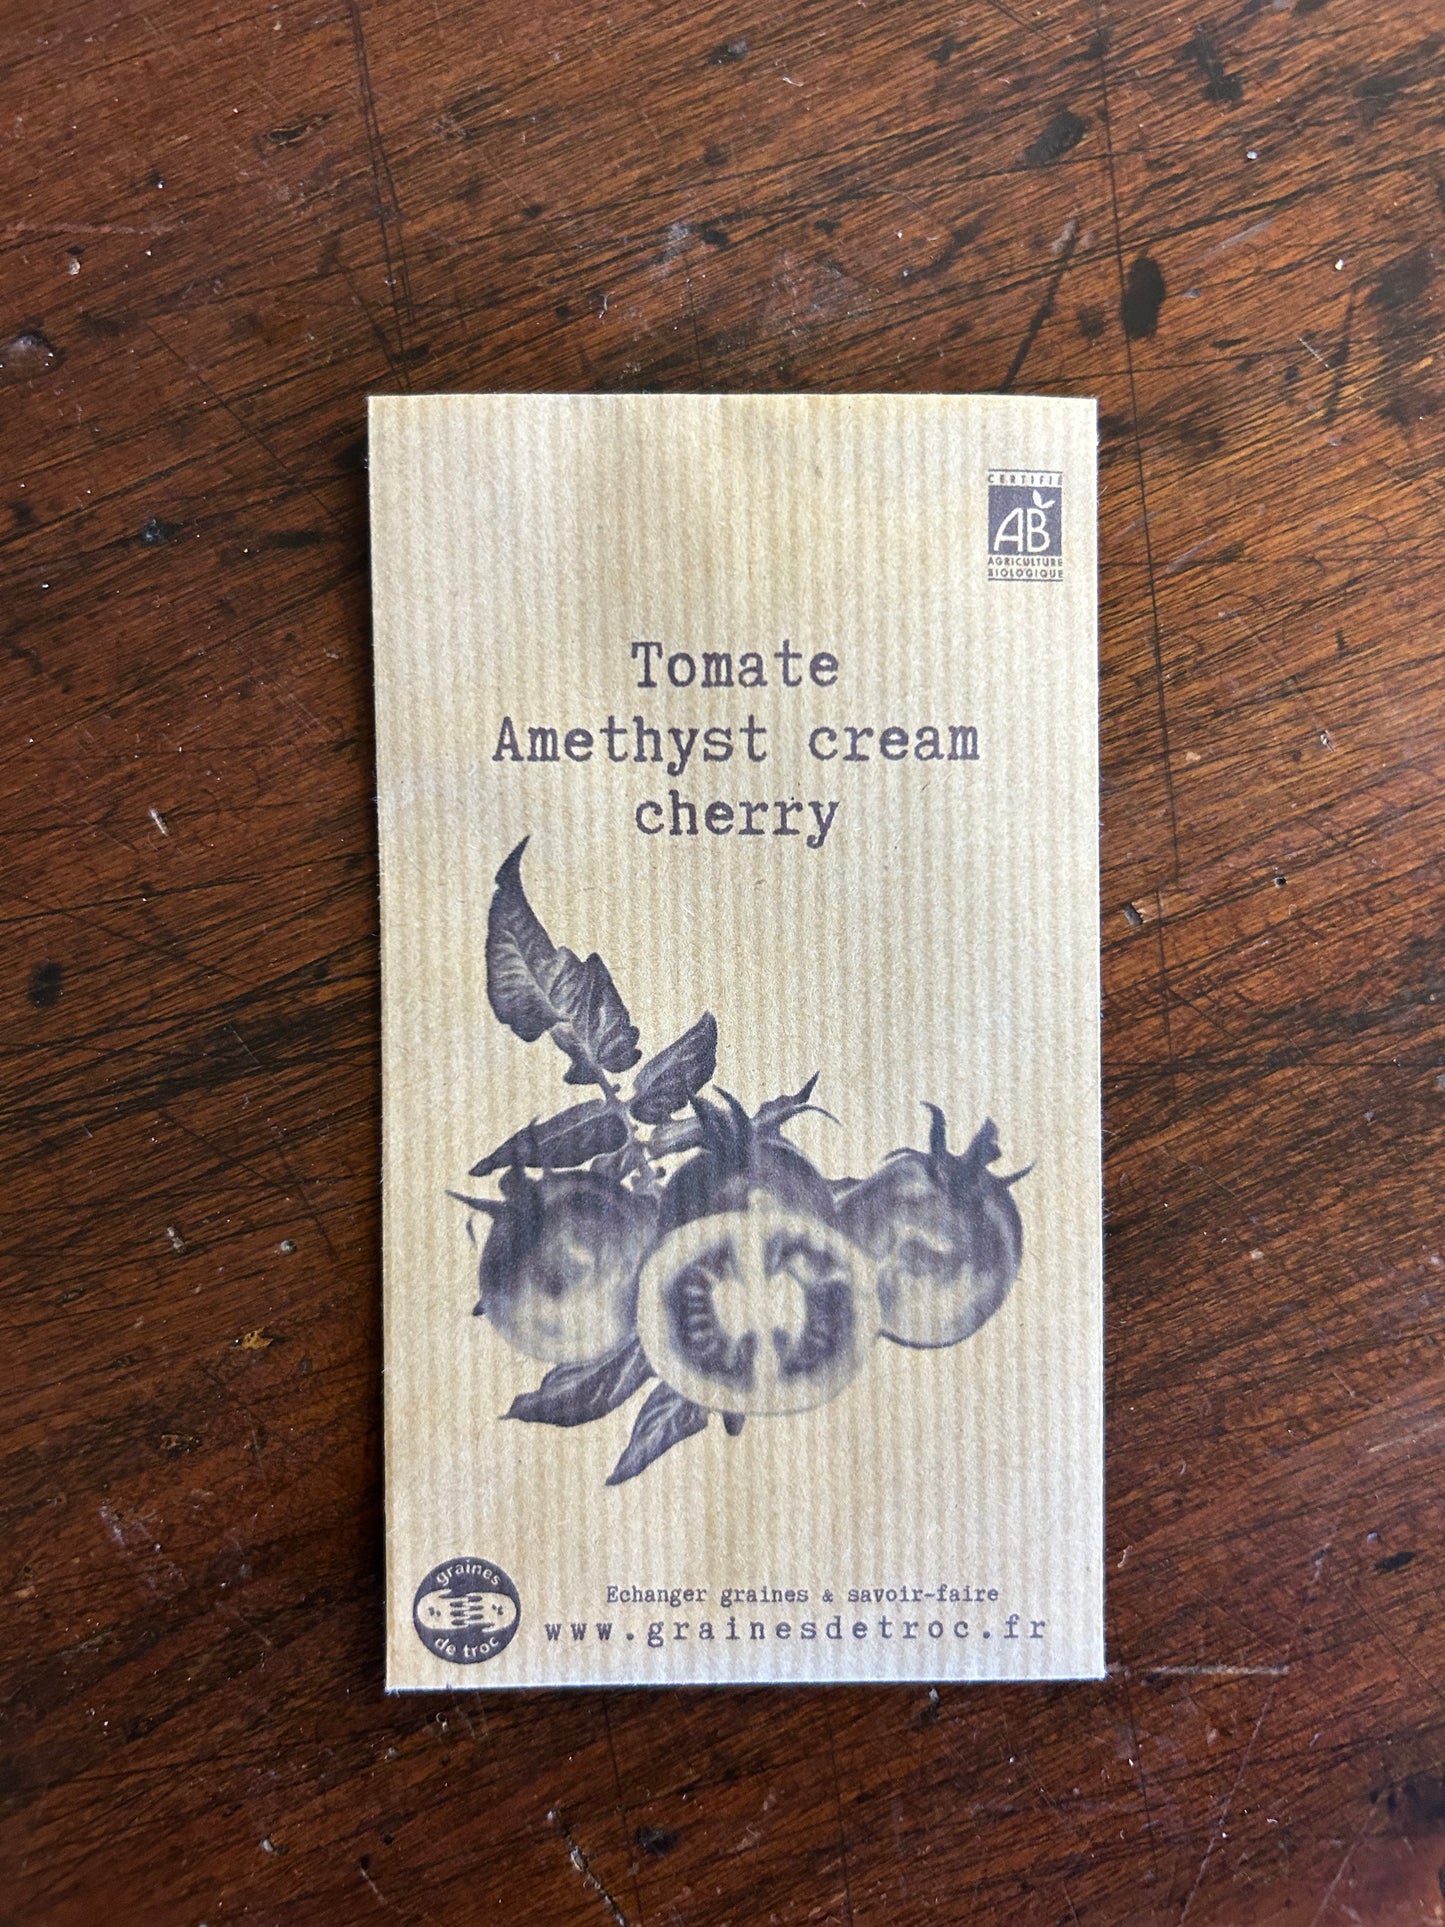 CERTIFIÉ
AB
AGRICULTURE
BIOLOGIQUE
Tomate
Amethyst cream
cherry
graines
de troc
Echanger graines & savoir-faire
www.grainesdetroc.fr